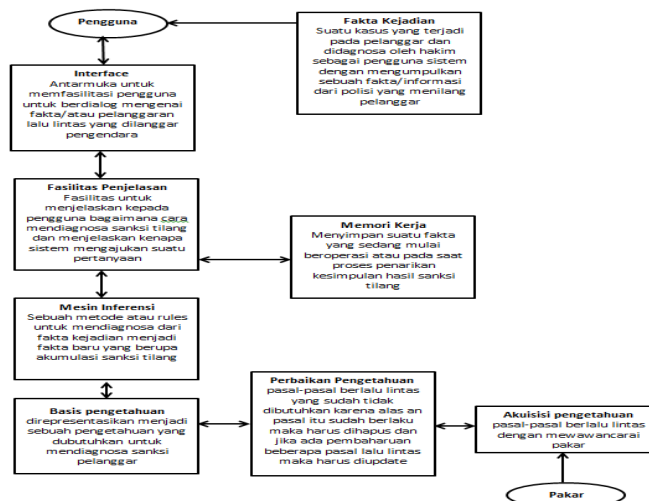 Pengguna
Fakta Kejadian
Suatu kasus yang terjadi
pada pelanggar dan
didagnosa oleh hakim
sebagai pengguna sistem
dengan mengumpulkan
sebuah fakta/informasi
dari polisi yang menilang
pelanggar
Interface
Antarmuka untuk
memfasilitasi pengguna
untuk berdialog mengenai
fakta/atau pelanggaran
lalu lintas yang dilanggar
pengendara
Fasilitas Penjelasan
Fasilitas untuk
menjelaskan kepada
pengguna bagaimana cara
mendiagnosa sanksi tilang
dan menjelaskan kenapa
sistem mengajukan suatu
pertanyaan
Memori Kerja
Menyimpan suatu fakta
yang sedang mulai
beroperasi atau pada saat
proses penarikan
kesimpulan hasil sanksi
tilang
Mesin Inferensi
Sebuah metode atau rules
untuk mendiagnosa dari
fakta kejadian menjadi
fakta baru yang berupa
akumulasi sanksi tilang
Basis pengetahuan
direpresentasikan menjadi
sebuah pengetahuan yang
dubutuhkan untuk
mendiagnosa sanksi
pelanggar
Perbaikan Pengetahuan
pasal-pasal berlalu lintas
yang sudah tidak
dibutuhkan karena alas an
pasal itu sudah berlaku
maka harus dihapus dan
jika ada pembaharuan
beberapa pasal lalu lintas
maka harus diupdate
Akuisisi pengetahuan
pasal-pasal berlalu lintas
dengan mewawancarai
pakar
Pakar